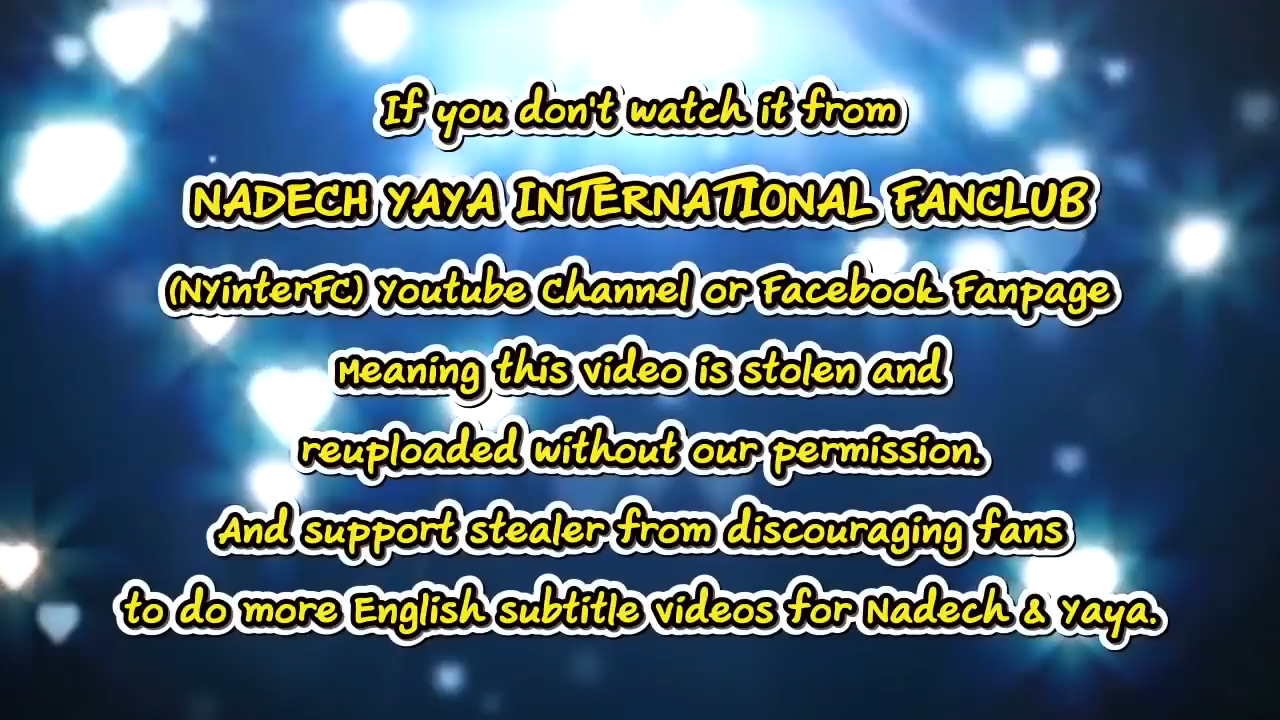 If you don't watch it from
NADECH YAYA INTERNATIONAL FANCLUB
(NYinterFC) Youtube Channel or Facebook Fanpage
Meaning this video is stolen and
reuploaded without our permission.
And support stealer from discouraging fans
to do more English subtitle videos for Nadech & Yaya.